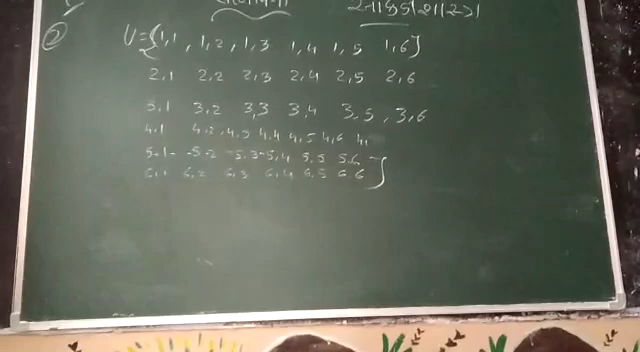 (2) U={1,1 , 1,2 , 1,3 1,4 1,5 1,6}
2,1 2,2 2,3 2,4 2,5 2,6
3,1 3,2 3,3 3,4 3,5 , 3,6
4,1 4,2 , 4,3 4,4 4,5 4,6
5,1 - -5,2 -5,3 -5,4 5,5 5,6
6,1 6,2 6,3 6,4 6,5 6,6 }